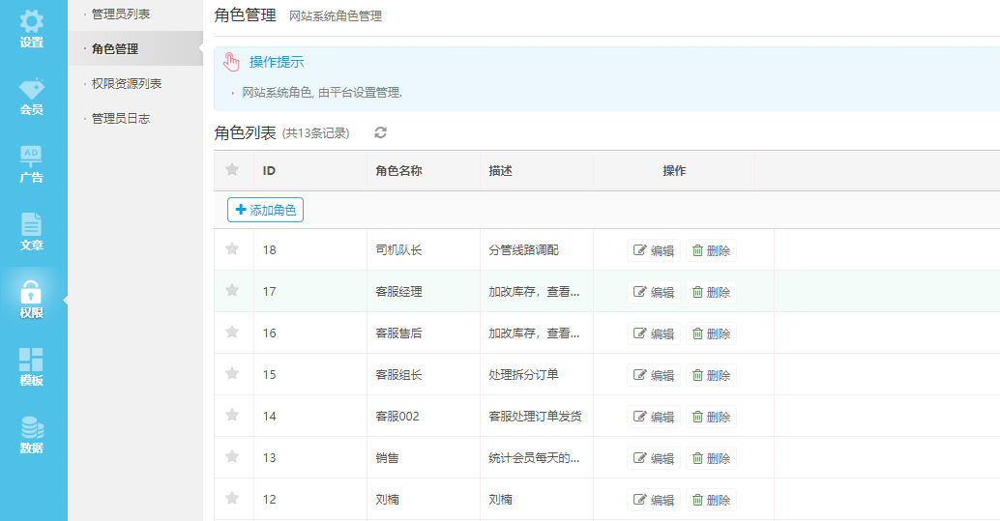 设置
会员
AD
广告
文章
权限
模板
数据
· 管理员列表
· 角色管理
· 权限资源列表
· 管理员日志
角色管理 网站系统角色管理
操作提示
· 网站系统角色, 由平台设置管理.
角色列表 (共13条记录)
ID 角色名称 描述 操作
添加角色
18 司机队长 分管线路调配 编辑 删除
17 客服经理 加改库存，查看... 编辑 删除
16 客服售后 加改库存，查看... 编辑 删除
15 客服组长 处理拆分订单 编辑 删除
14 客服002 客服处理订单发货 编辑 删除
13 销售 统计会员每天的... 编辑 删除
12 刘楠 刘楠 编辑 删除